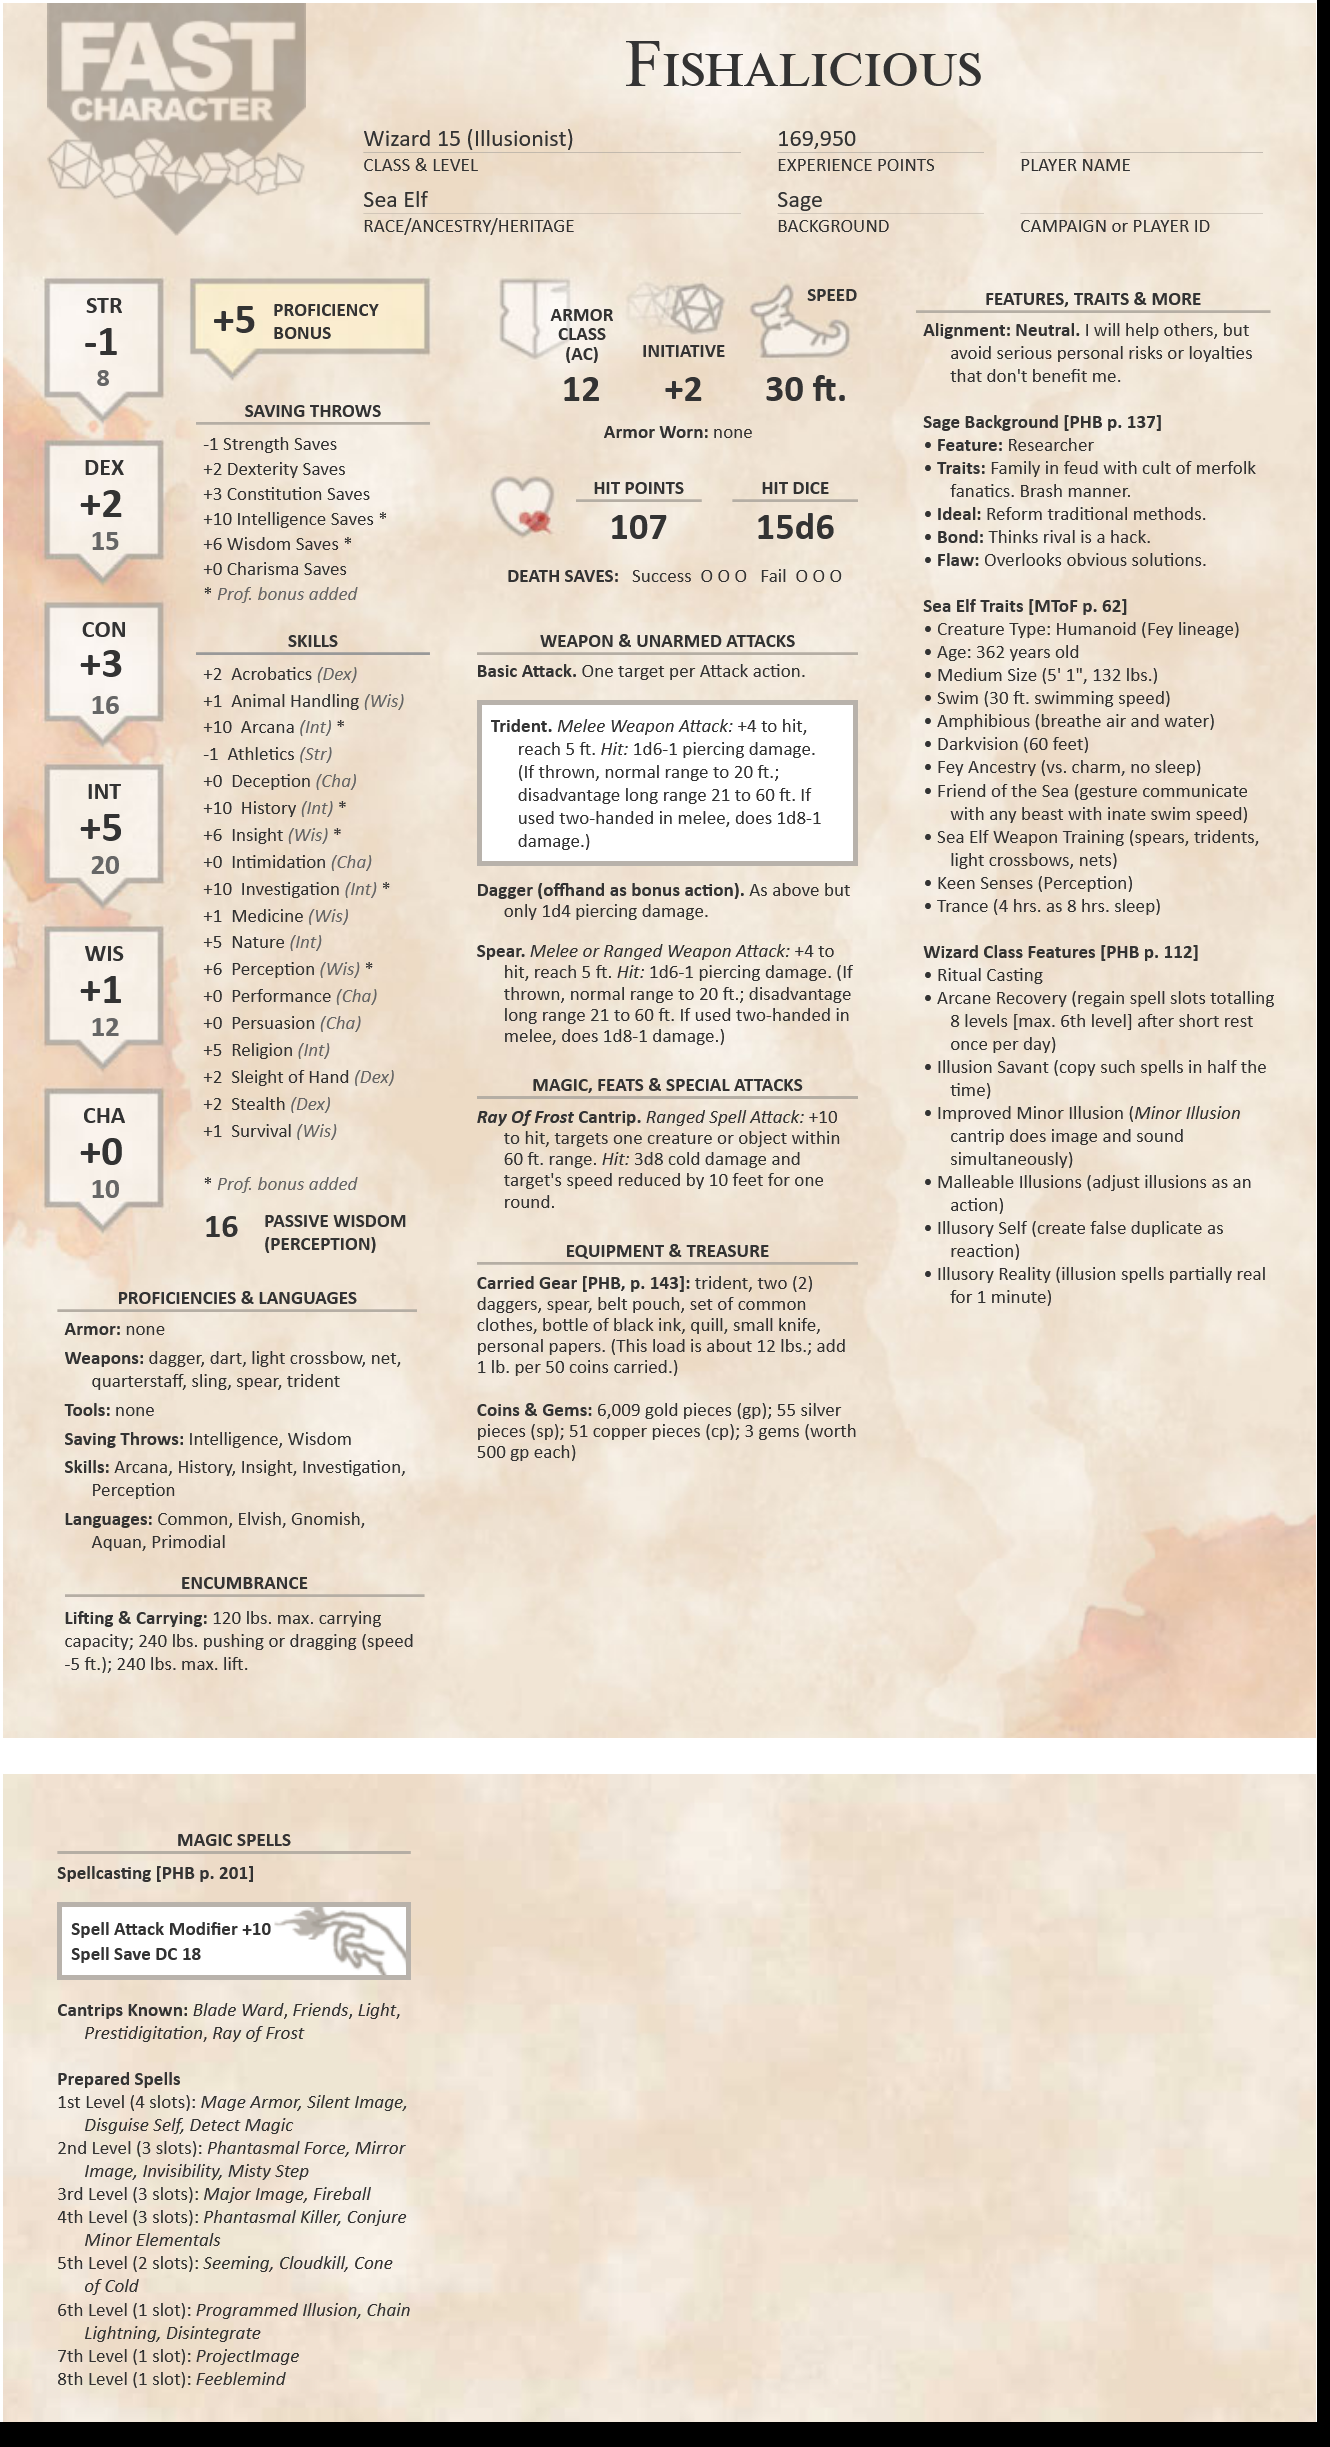 FAST
CHARACTER
Fishalicious
Wizard 15 (Illusionist)
CLASS & LEVEL
169,950
EXPERIENCE POINTS
PLAYER NAME
Sea Elf
RACE/ANCESTRY/HERITAGE
Sage
BACKGROUND
CAMPAIGN or PLAYER ID
STR
-1
8
DEX
+2
15
CON
+3
16
INT
+5
20
WIS
+1
12
CHA
+0
10
+5 PROFICIENCY
BONUS
SAVING THROWS
-1 Strength Saves
+2 Dexterity Saves
+3 Constitution Saves
+10 Intelligence Saves *
+6 Wisdom Saves *
+0 Charisma Saves
* Prof. bonus added
SKILLS
+2 Acrobatics (Dex)
+1 Animal Handling (Wis)
+10 Arcana (Int) *
-1 Athletics (Str)
+0 Deception (Cha)
+10 History (Int) *
+6 Insight (Wis) *
+0 Intimidation (Cha)
+10 Investigation (Int) *
+1 Medicine (Wis)
+5 Nature (Int)
+6 Perception (Wis) *
+0 Performance (Cha)
+0 Persuasion (Cha)
+5 Religion (Int)
+2 Sleight of Hand (Dex)
+2 Stealth (Dex)
+1 Survival (Wis)
* Prof. bonus added
16 PASSIVE WISDOM
(PERCEPTION)
PROFICIENCIES & LANGUAGES
Armor: none
Weapons: dagger, dart, light crossbow, net,
quarterstaff, sling, spear, trident
Tools: none
Saving Throws: Intelligence, Wisdom
Skills: Arcana, History, Insight, Investigation,
Perception
Languages: Common, Elvish, Gnomish,
Aquan, Primodial
ENCUMBRANCE
Lifting & Carrying: 120 lbs. max. carrying
capacity; 240 lbs. pushing or dragging (speed
-5 ft.); 240 lbs. max. lift.
ARMOR
CLASS
(AC)
12
INITIATIVE
+2
SPEED
30 ft.
Armor Worn: none
HIT POINTS
107
HIT DICE
15d6
DEATH SAVES: Success O O O Fail O O O
WEAPON & UNARMED ATTACKS
Basic Attack. One target per Attack action.
Trident. Melee Weapon Attack: +4 to hit,
reach 5 ft. Hit: 1d6-1 piercing damage.
(If thrown, normal range to 20 ft.;
disadvantage long range 21 to 60 ft. If
used two-handed in melee, does 1d8-1
damage.)
Dagger (offhand as bonus action). As above but
only 1d4 piercing damage.
Spear. Melee or Ranged Weapon Attack: +4 to
hit, reach 5 ft. Hit: 1d6-1 piercing damage. (If
thrown, normal range to 20 ft.; disadvantage
long range 21 to 60 ft. If used two-handed in
melee, does 1d8-1 damage.)
MAGIC, FEATS & SPECIAL ATTACKS
Ray Of Frost Cantrip. Ranged Spell Attack: +10
to hit, targets one creature or object within
60 ft. range. Hit: 3d8 cold damage and
target's speed reduced by 10 feet for one
round.
EQUIPMENT & TREASURE
Carried Gear [PHB, p. 143]: trident, two (2)
daggers, spear, belt pouch, set of common
clothes, bottle of black ink, quill, small knife,
personal papers. (This load is about 12 lbs.; add
1 lb. per 50 coins carried.)
Coins & Gems: 6,009 gold pieces (gp); 55 silver
pieces (sp); 51 copper pieces (cp); 3 gems (worth
500 gp each)
FEATURES, TRAITS & MORE
Alignment: Neutral. I will help others, but
avoid serious personal risks or loyalties
that don't benefit me.
Sage Background [PHB p. 137]
• Feature: Researcher
• Traits: Family in feud with cult of merfolk
fanatics. Brash manner.
• Ideal: Reform traditional methods.
• Bond: Thinks rival is a hack.
• Flaw: Overlooks obvious solutions.
Sea Elf Traits [MToF p. 62]
• Creature Type: Humanoid (Fey lineage)
• Age: 362 years old
• Medium Size (5' 1", 132 lbs.)
• Swim (30 ft. swimming speed)
• Amphibious (breathe air and water)
• Darkvision (60 feet)
• Fey Ancestry (vs. charm, no sleep)
• Friend of the Sea (gesture communicate
with any beast with inate swim speed)
• Sea Elf Weapon Training (spears, tridents,
light crossbows, nets)
• Keen Senses (Perception)
• Trance (4 hrs. as 8 hrs. sleep)
Wizard Class Features [PHB p. 112]
• Ritual Casting
• Arcane Recovery (regain spell slots totalling
8 levels [max. 6th level] after short rest
once per day)
• Illusion Savant (copy such spells in half the
time)
• Improved Minor Illusion (Minor Illusion
cantrip does image and sound
simultaneously)
• Malleable Illusions (adjust illusions as an
action)
• Illusory Self (create false duplicate as
reaction)
• Illusory Reality (illusion spells partially real
for 1 minute)
MAGIC SPELLS
Spellcasting [PHB p. 201]
Spell Attack Modifier +10
Spell Save DC 18
Cantrips Known: Blade Ward, Friends, Light,
Prestidigitation, Ray of Frost
Prepared Spells
1st Level (4 slots): Mage Armor, Silent Image,
Disguise Self, Detect Magic
2nd Level (3 slots): Phantasmal Force, Mirror
Image, Invisibility, Misty Step
3rd Level (3 slots): Major Image, Fireball
4th Level (3 slots): Phantasmal Killer, Conjure
Minor Elementals
5th Level (2 slots): Seeming, Cloudkill, Cone
of Cold
6th Level (1 slot): Programmed Illusion, Chain
Lightning, Disintegrate
7th Level (1 slot): ProjectImage
8th Level (1 slot): Feeblemind